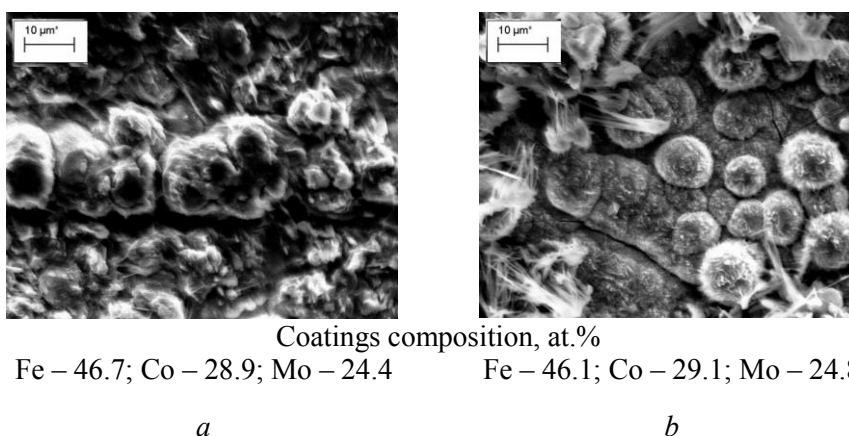 10 µm*
10 µm*
Coatings composition, at.%
Fe – 46.7; Co – 28.9; Mo – 24.4
Fe – 46.1; Co – 29.1; Mo – 24.8
a
b